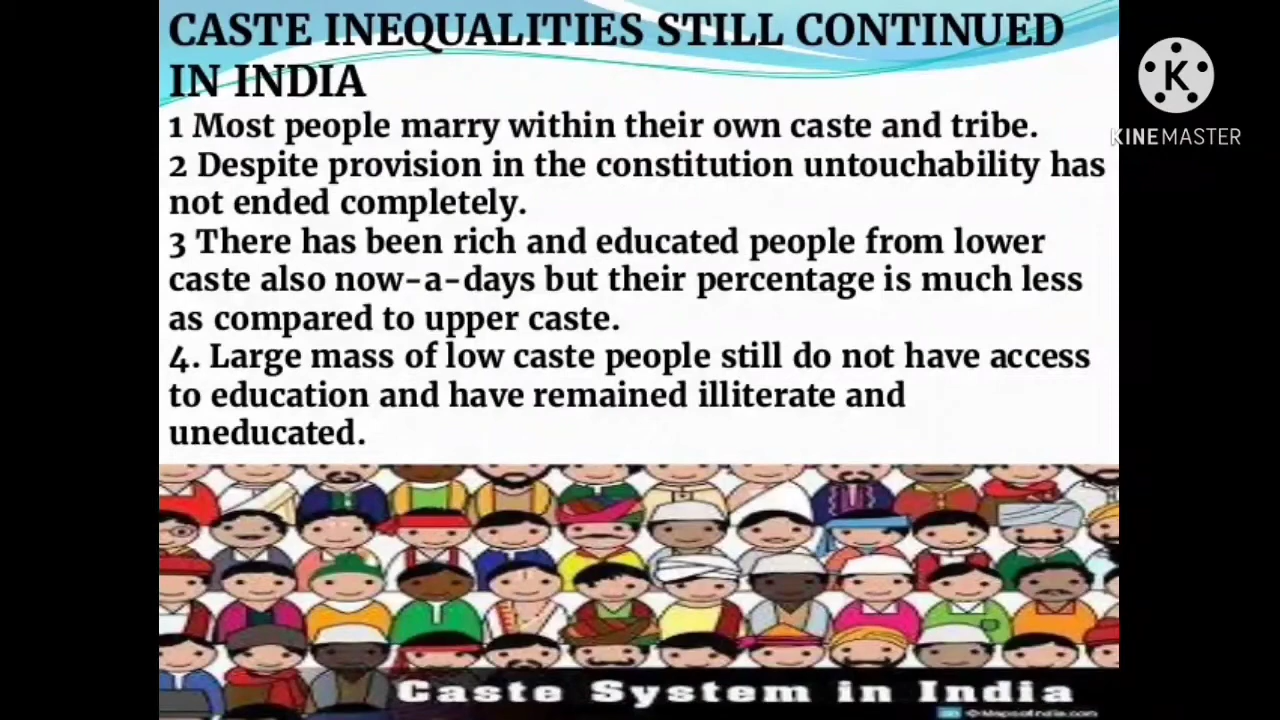 CASTE INEQUALITIES STILL CONTINUED
IN INDIA
1 Most people marry within their own caste and tribe.
2 Despite provision in the constitution untouchability has
not ended completely.
3 There has been rich and educated people from lower
caste also now-a-days but their percentage is much less
as compared to upper caste.
4. Large mass of low caste people still do not have access
to education and have remained illiterate and
uneducated.
K
KINEMASTER
Caste System in India
©MapsofIndia.com